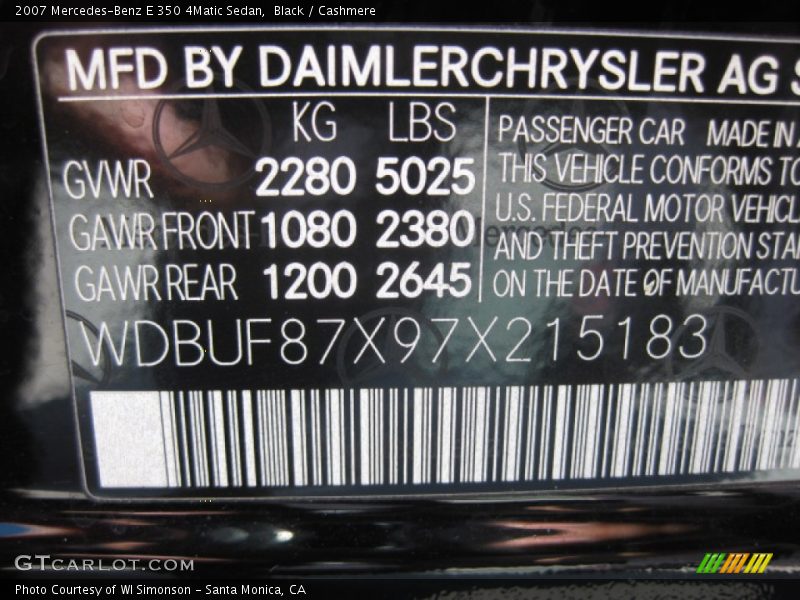 2007 Mercedes-Benz E 350 4Matic Sedan, Black / Cashmere
MFD BY DAIMLERCHRYSLER AG
KG LBS
GVWR 2280 5025
GAWR FRONT 1080 2380
GAWR REAR 1200 2645
PASSENGER CAR MADE IN
THIS VEHICLE CONFORMS TO
U.S. FEDERAL MOTOR VEHICL
AND THEFT PREVENTION STA
ON THE DATE OF MANUFACTU
WDBUF87X97X215183
GTCARLOT.COM
Photo Courtesy of WI Simonson - Santa Monica, CA